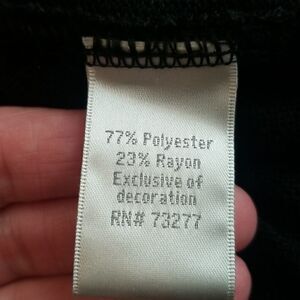 77% Polyester
23% Rayon
Exclusive of
decoration
RN# 73277